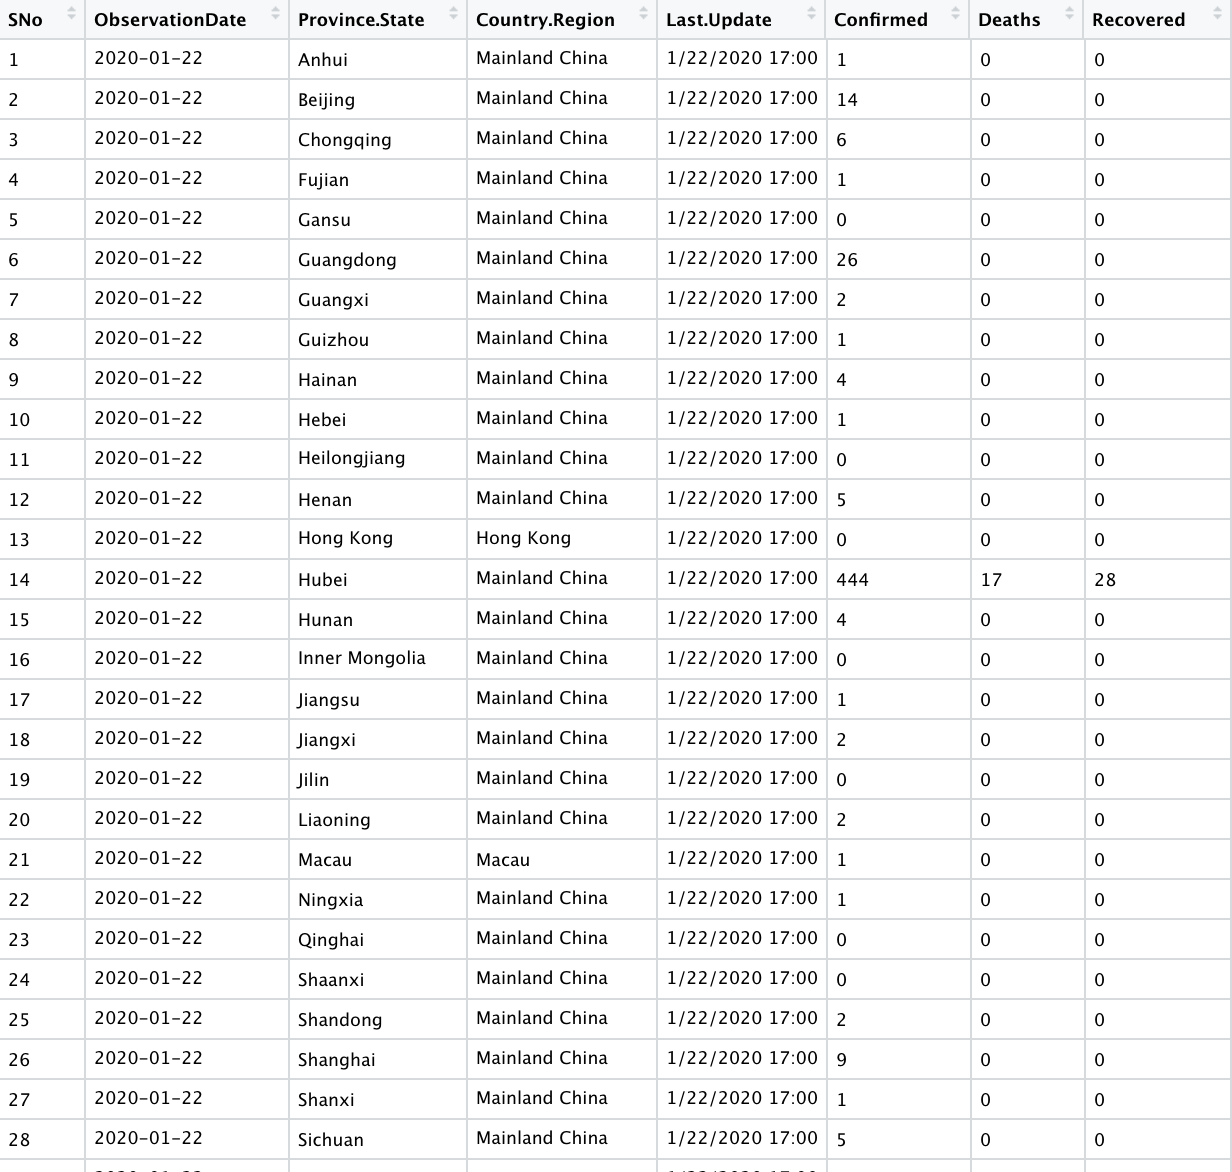 SNo ObservationDate Province.State Country.Region Last.Update Confirmed Deaths Recovered
1 2020-01-22 Anhui Mainland China 1/22/2020 17:00 1 0 0
2 2020-01-22 Beijing Mainland China 1/22/2020 17:00 14 0 0
3 2020-01-22 Chongqing Mainland China 1/22/2020 17:00 6 0 0
4 2020-01-22 Fujian Mainland China 1/22/2020 17:00 1 0 0
5 2020-01-22 Gansu Mainland China 1/22/2020 17:00 0 0 0
6 2020-01-22 Guangdong Mainland China 1/22/2020 17:00 26 0 0
7 2020-01-22 Guangxi Mainland China 1/22/2020 17:00 2 0 0
8 2020-01-22 Guizhou Mainland China 1/22/2020 17:00 1 0 0
9 2020-01-22 Hainan Mainland China 1/22/2020 17:00 4 0 0
10 2020-01-22 Hebei Mainland China 1/22/2020 17:00 1 0 0
11 2020-01-22 Heilongjiang Mainland China 1/22/2020 17:00 0 0 0
12 2020-01-22 Henan Mainland China 1/22/2020 17:00 5 0 0
13 2020-01-22 Hong Kong Hong Kong 1/22/2020 17:00 0 0 0
14 2020-01-22 Hubei Mainland China 1/22/2020 17:00 444 17 28
15 2020-01-22 Hunan Mainland China 1/22/2020 17:00 4 0 0
16 2020-01-22 Inner Mongolia Mainland China 1/22/2020 17:00 0 0 0
17 2020-01-22 Jiangsu Mainland China 1/22/2020 17:00 1 0 0
18 2020-01-22 Jiangxi Mainland China 1/22/2020 17:00 2 0 0
19 2020-01-22 Jilin Mainland China 1/22/2020 17:00 0 0 0
20 2020-01-22 Liaoning Mainland China 1/22/2020 17:00 2 0 0
21 2020-01-22 Macau Macau 1/22/2020 17:00 1 0 0
22 2020-01-22 Ningxia Mainland China 1/22/2020 17:00 1 0 0
23 2020-01-22 Qinghai Mainland China 1/22/2020 17:00 0 0 0
24 2020-01-22 Shaanxi Mainland China 1/22/2020 17:00 0 0 0
25 2020-01-22 Shandong Mainland China 1/22/2020 17:00 2 0 0
26 2020-01-22 Shanghai Mainland China 1/22/2020 17:00 9 0 0
27 2020-01-22 Shanxi Mainland China 1/22/2020 17:00 1 0 0
28 2020-01-22 Sichuan Mainland China 1/22/2020 17:00 5 0 0